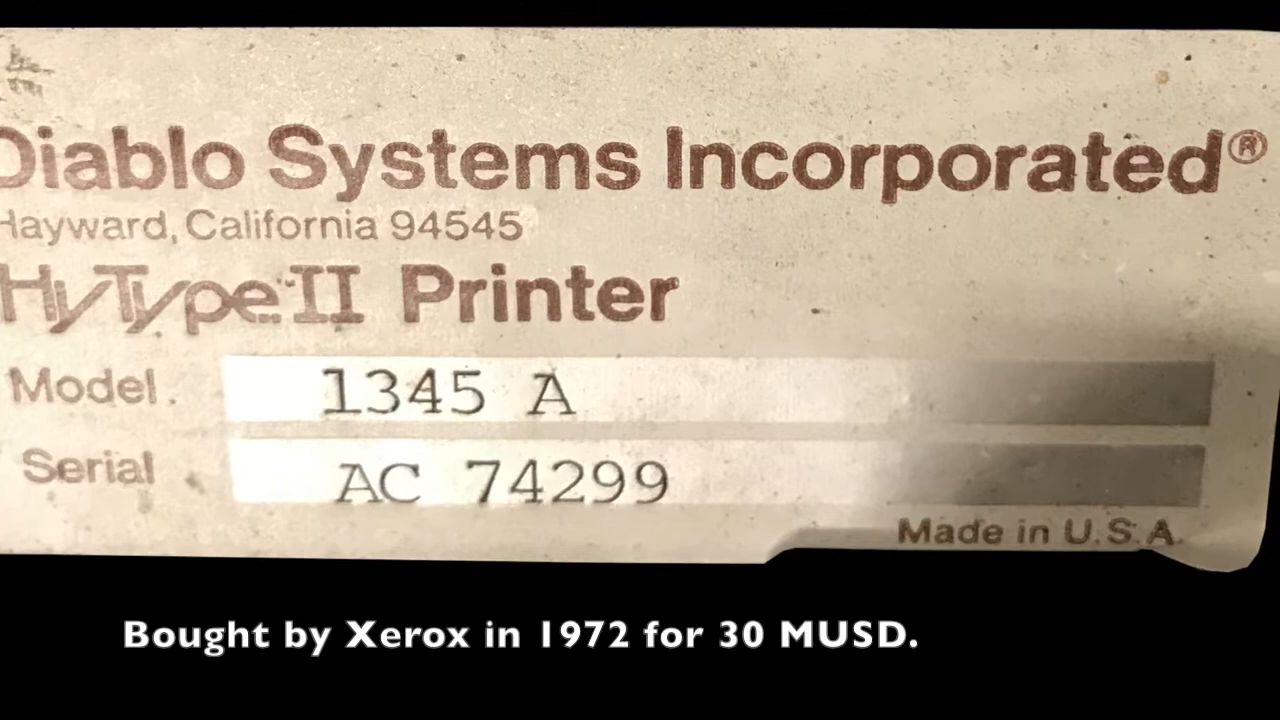 Diablo Systems Incorporated®
Hayward, California 94545
HyType II Printer
Model 1345 A
Serial AC 74299
Made in U.S.A.
Bought by Xerox in 1972 for 30 MUSD.